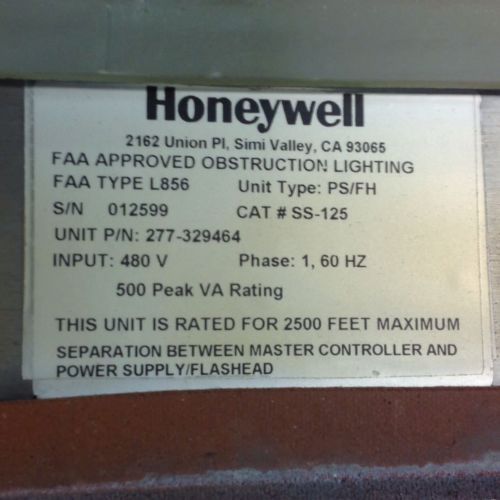 Honeywell
2162 Union Pl, Simi Valley, CA 93065
FAA APPROVED OBSTRUCTION LIGHTING
FAA TYPE L856 Unit Type: PS/FH
S/N 012599 CAT # SS-125
UNIT P/N: 277-329464
INPUT: 480 V Phase: 1, 60 HZ
500 Peak VA Rating
THIS UNIT IS RATED FOR 2500 FEET MAXIMUM
SEPARATION BETWEEN MASTER CONTROLLER AND
POWER SUPPLY/FLASHEAD